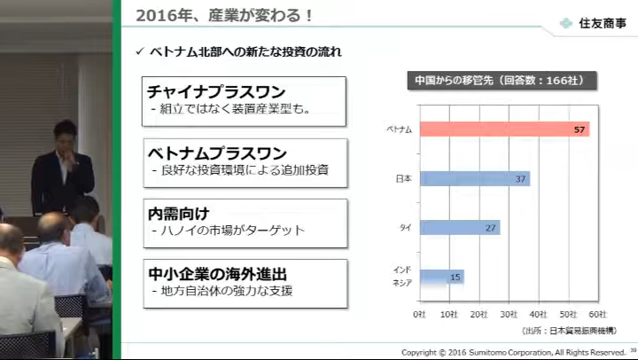 2016年、産業が変わる！
住友商事
✓ ベトナム北部への新たな投資の流れ
チャイナプラスワン
- 組立ではなく装置産業型も。
ベトナムプラスワン
- 良好な投資環境による追加投資
内需向け
- ハノイの市場がターゲット
中小企業の海外進出
- 地方自治体の強力な支援
中国からの移管先（回答数：166社）
ベトナム 57
日本 37
タイ 27
インド
ネシア 15
0社 10社 20社 30社 40社 50社 60社
（出所：日本貿易振興機構）
Copyright © 2016 Sumitomo Corporation, All Rights Reserved.